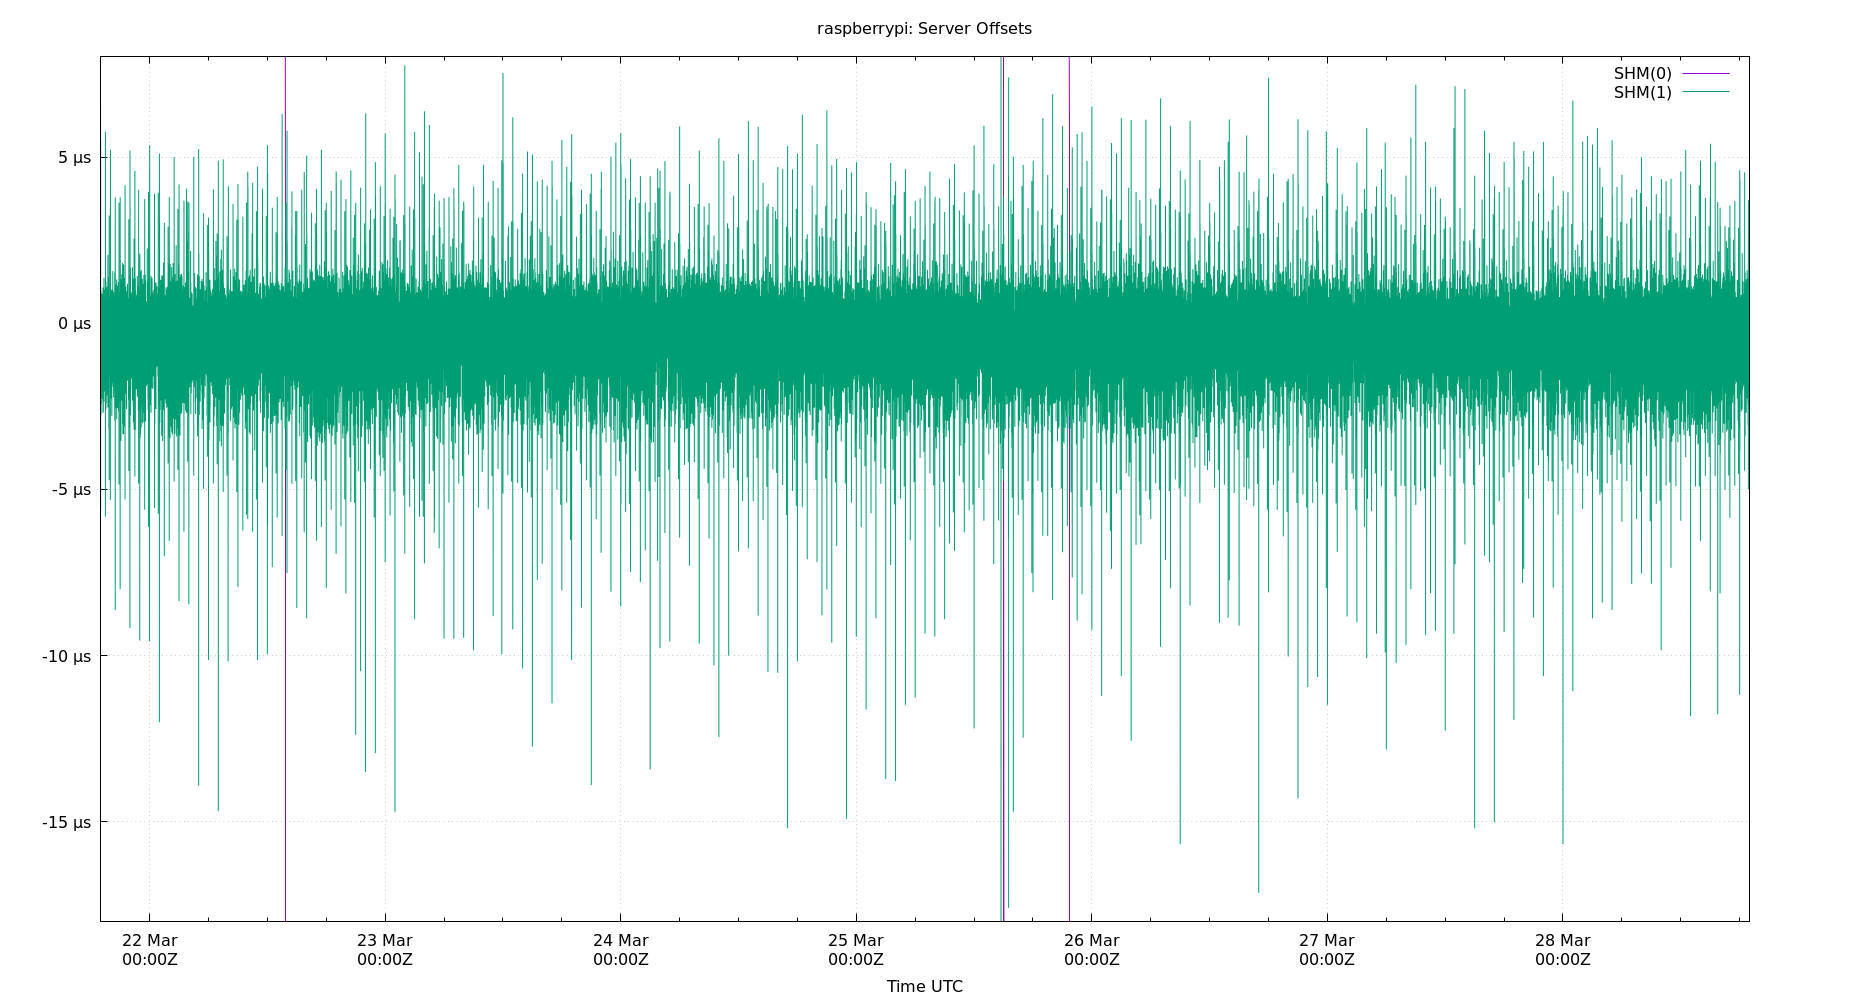 raspberrypi: Server Offsets
SHM(0)
SHM(1)
5 µs
0 µs
-5 µs
-10 µs
-15 µs
22 Mar 23 Mar 24 Mar 25 Mar 26 Mar 27 Mar 28 Mar
00:00Z 00:00Z 00:00Z 00:00Z 00:00Z 00:00Z 00:00Z
Time UTC